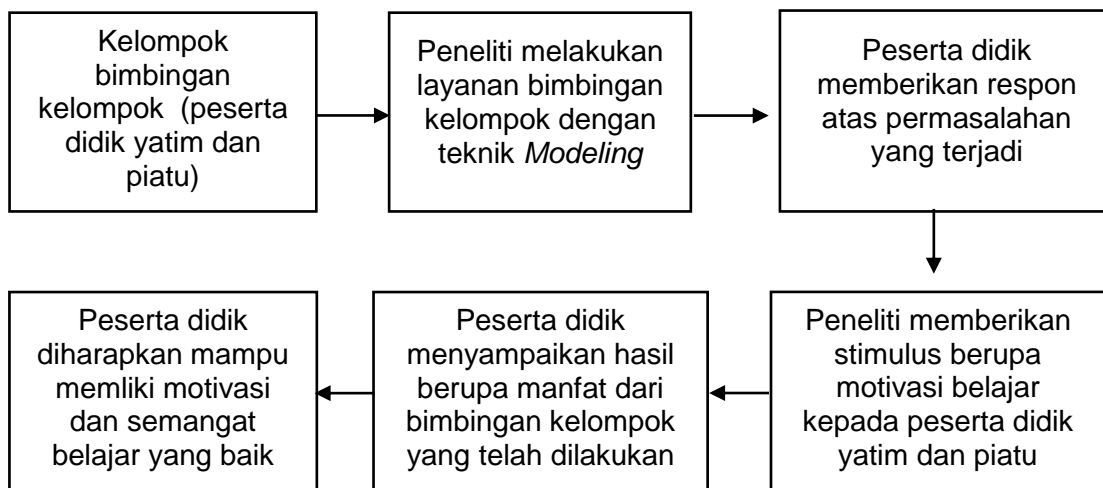 Kelompok
bimbingan
kelompok (peserta
didik yatim dan
piatu)
Peneliti melakukan
layanan bimbingan
kelompok dengan
teknik Modeling
Peserta didik
memberikan respon
atas permasalahan
yang terjadi
Peneliti memberikan
stimulus berupa
motivasi belajar
kepada peserta didik
yatim dan piatu
Peserta didik
menyampaikan hasil
berupa manfat dari
bimbingan kelompok
yang telah dilakukan
Peserta didik
diharapkan mampu
memliki motivasi
dan semangat
belajar yang baik